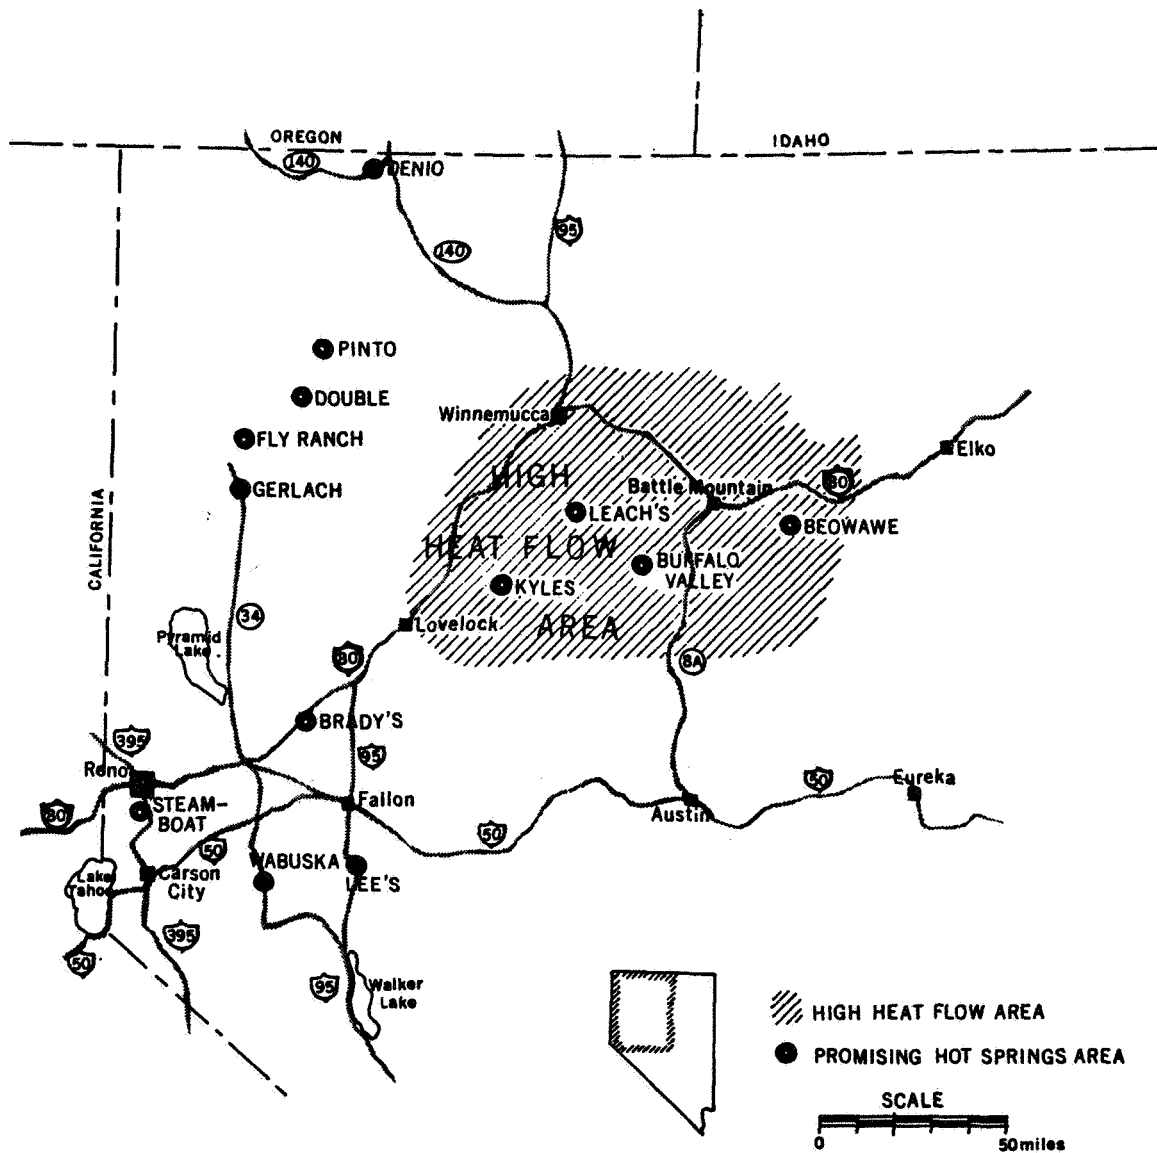 OREGON
IDAHO
140
DENIO
95
140
PINTO
DOUBLE
Winnemucca
FLY RANCH
Elko
HIGH
GERLACH
Battle Mountain
80
LEACH'S
BEOWAWE
CALIFORNIA
HEAT FLOW
BUFFALO
VALLEY
KYLES
34
Lovelock
AREA
Pyramid
Lake
80
8A
BRADY'S
395
95
Reno
50
Eureka
STEAM-
BOAT
Fallon
80
Austin
50
50
WABUSKA
Lake
Tahoe
Carson
City
LEE'S
395
50
95
Walker
Lake
HIGH HEAT FLOW AREA
PROMISING HOT SPRINGS AREA
SCALE
0 50 miles